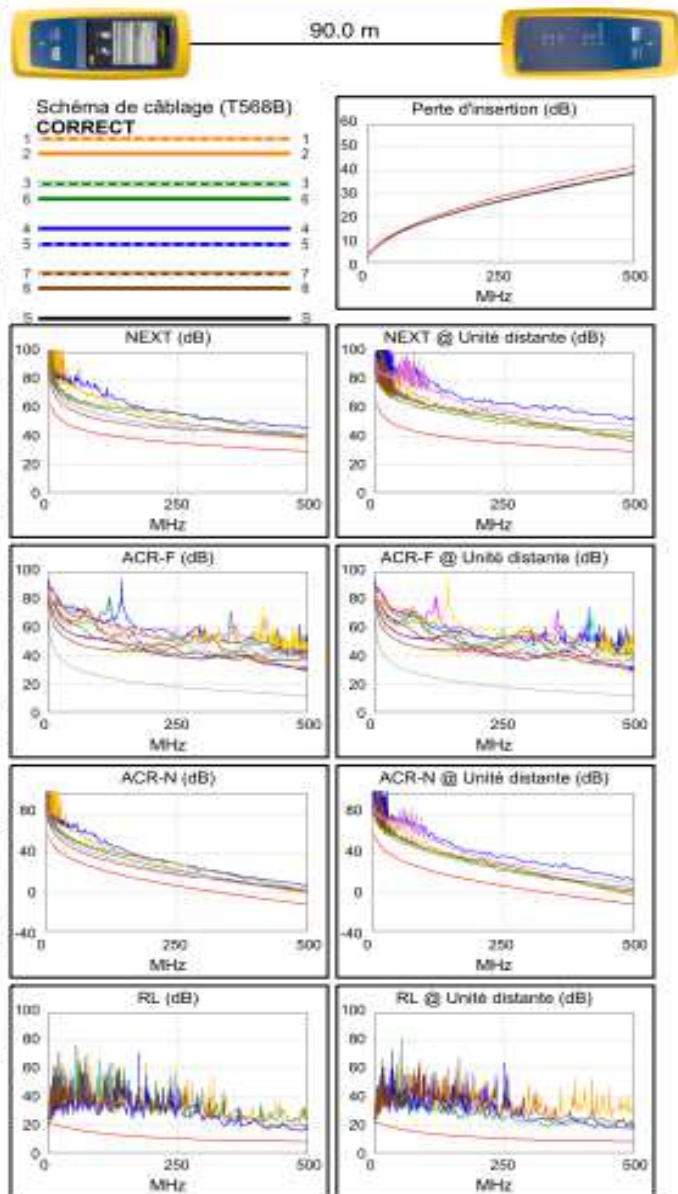 90.0 m
Schéma de câblage (T568B)
CORRECT
1 1
2 2
3 3
6 6
4 4
5 5
7 7
8 8
S S
Perte d'insertion (dB)
60
50
40
30
20
10
0
0 250 500
MHz
NEXT (dB)
100
80
60
40
20
0
0 250 500
MHz
NEXT @ Unité distante (dB)
100
80
60
40
20
0
0 250 500
MHz
ACR-F (dB)
100
80
60
40
20
0
0 250 500
MHz
ACR-F @ Unité distante (dB)
100
80
60
40
20
0
0 250 500
MHz
ACR-N (dB)
80
40
0
-40
0 250 500
MHz
ACR-N @ Unité distante (dB)
80
40
0
-40
0 250 500
MHz
RL (dB)
100
80
60
40
20
0
0 250 500
MHz
RL @ Unité distante (dB)
100
80
60
40
20
0
0 250 500
MHz